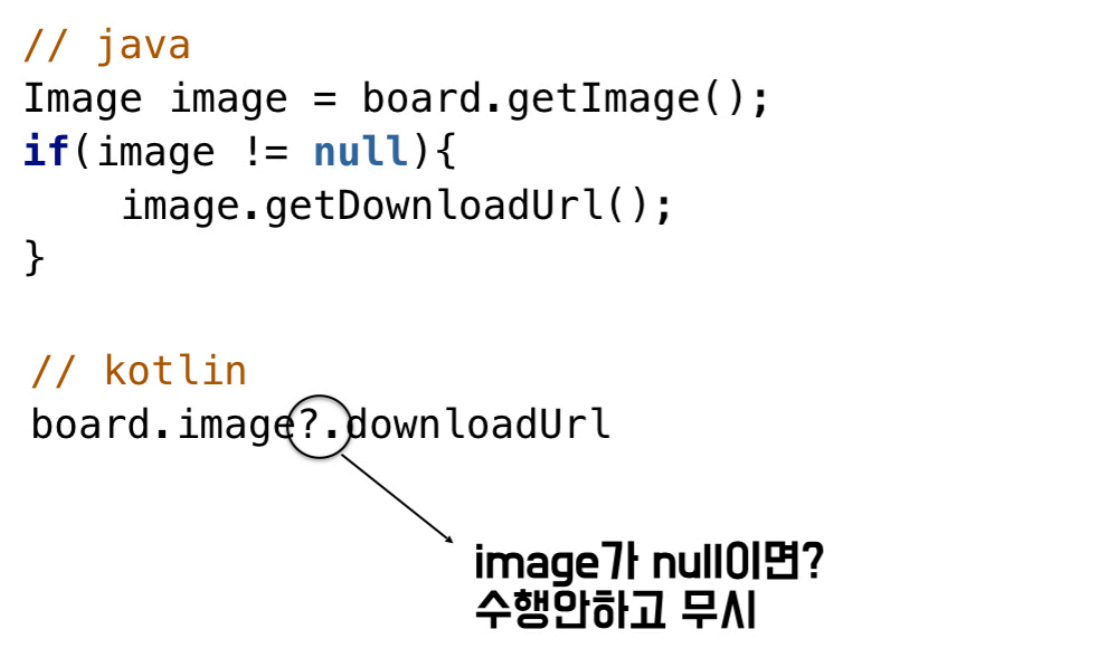 // java
Image image = board.getImage();
if(image != null){
    image.getDownloadUrl();
}
// kotlin
board.image?.downloadUrl
image가 null이면?
수행안하고 무시